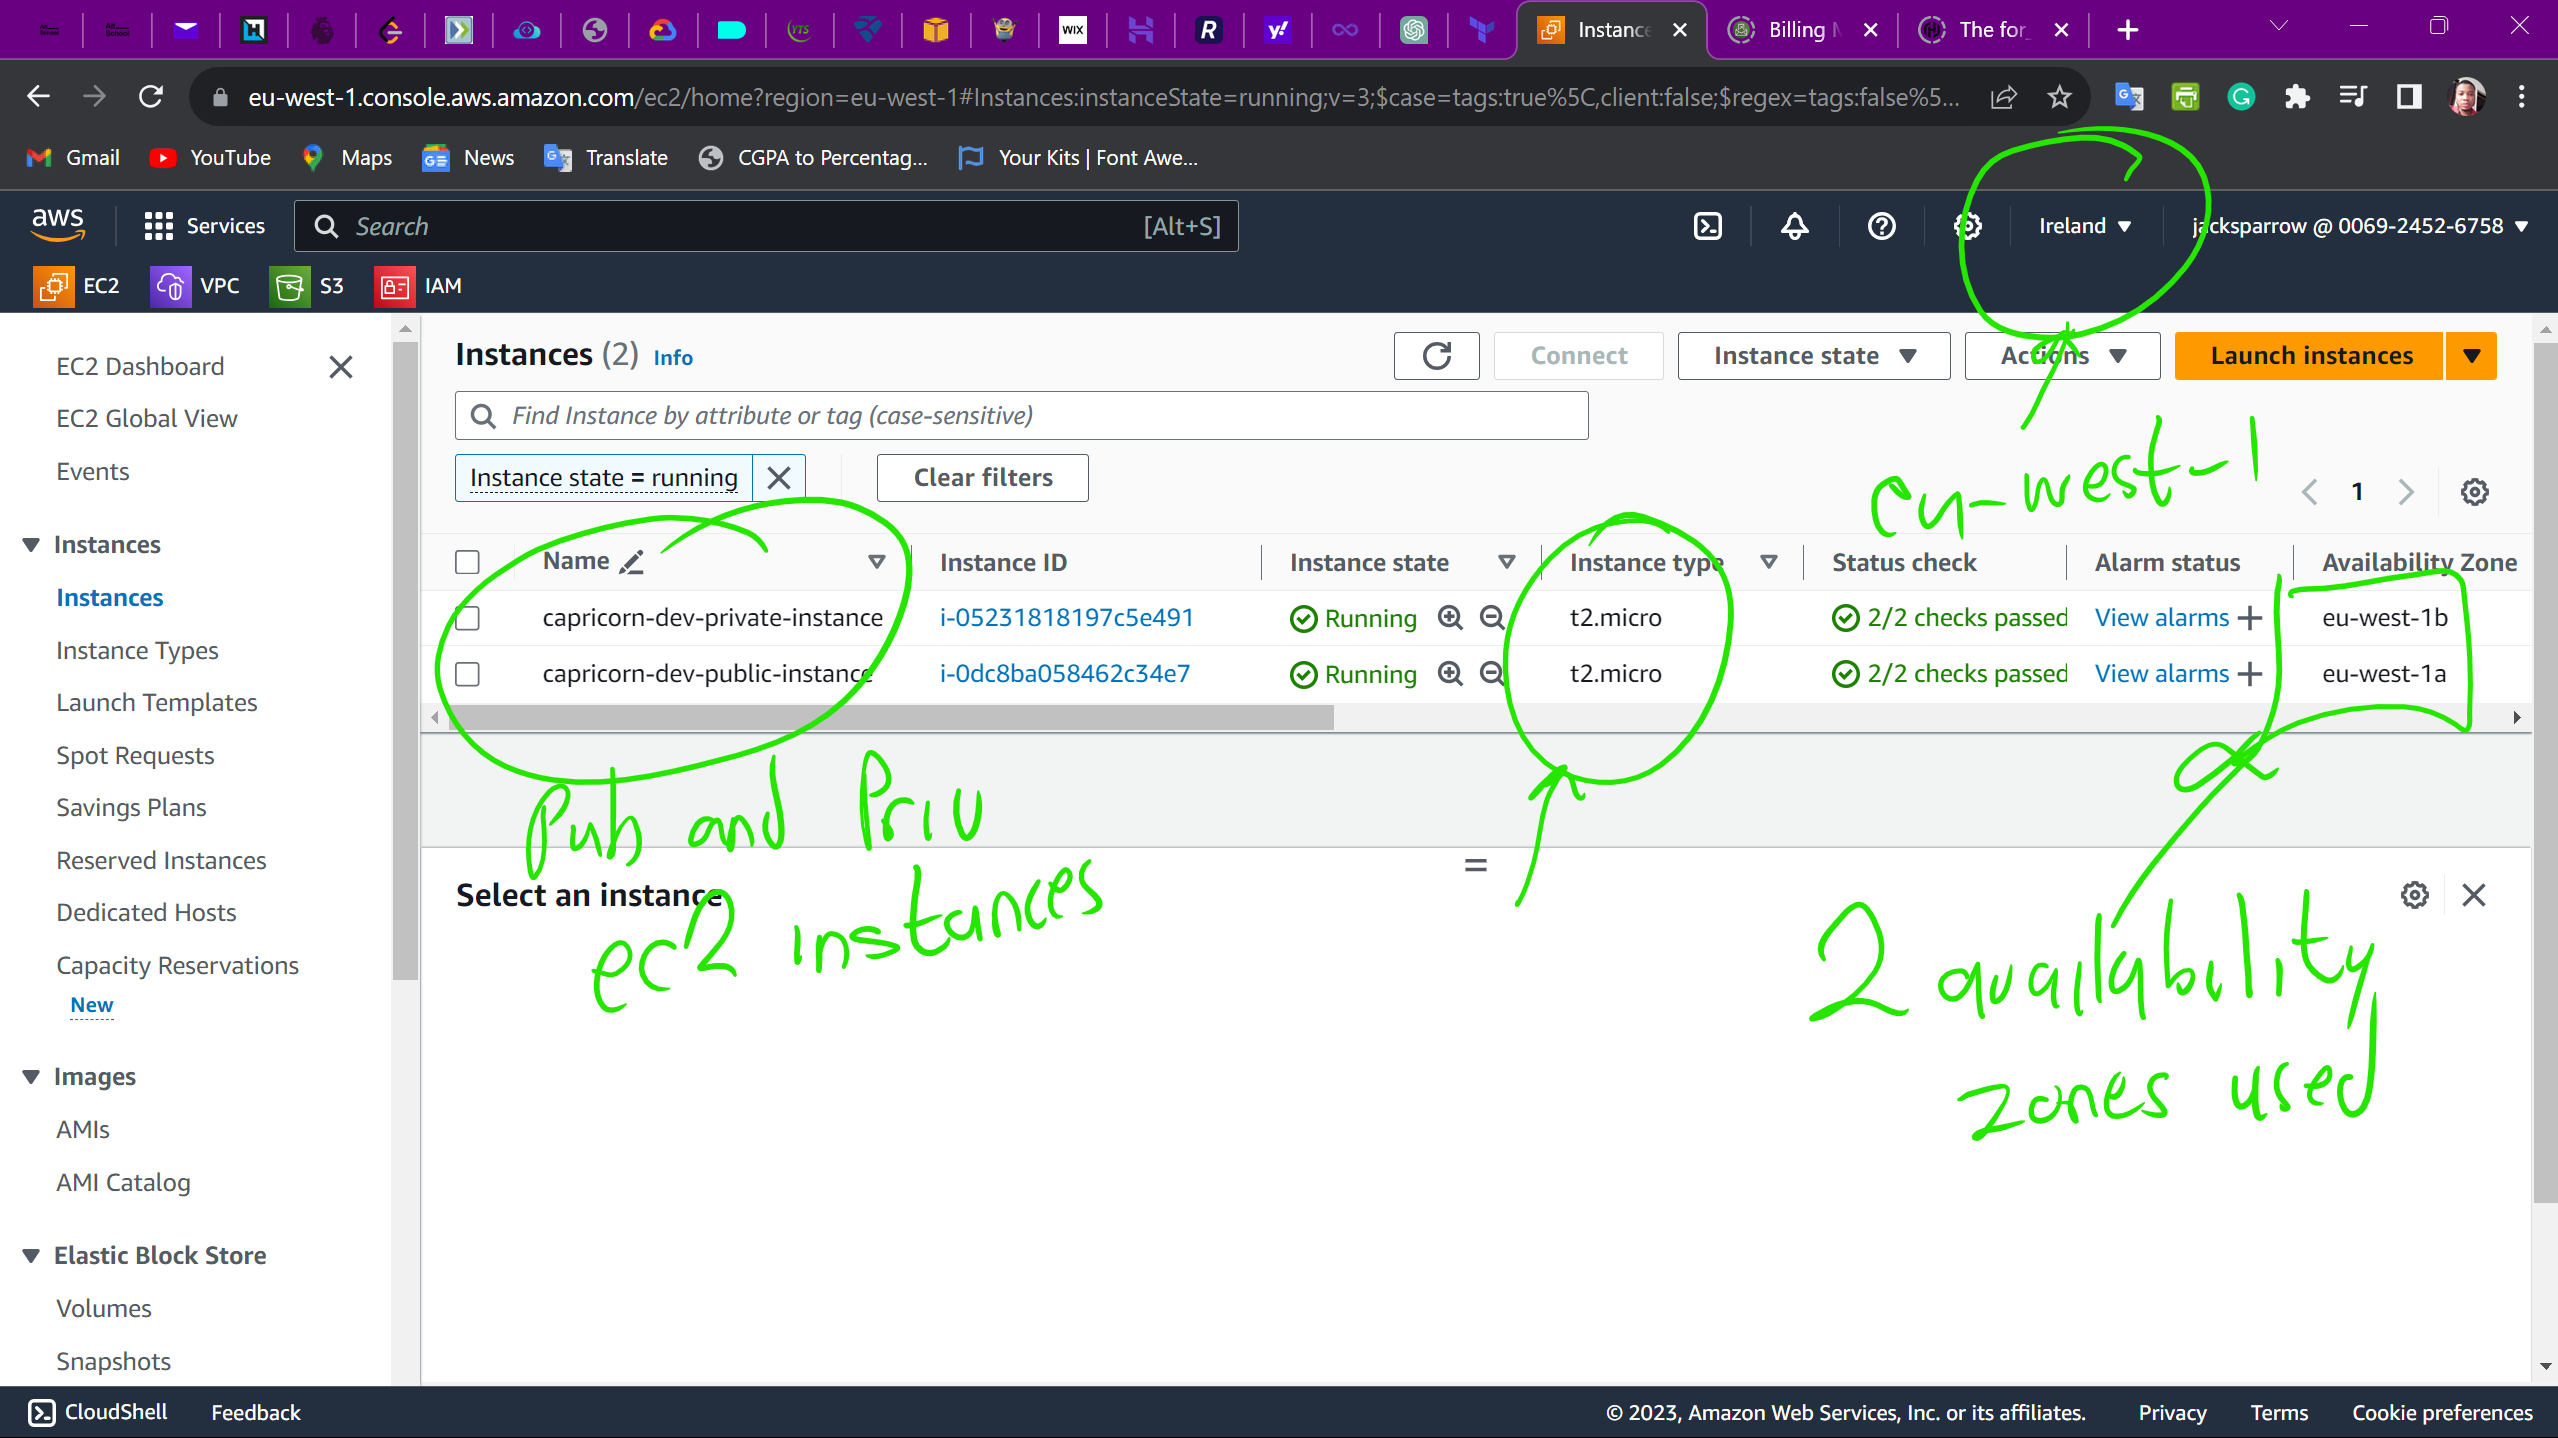 Instance
Billing M
The for
eu-west-1.console.aws.amazon.com/ec2/home?region=eu-west-1#Instances:instanceState=running;v=3;$case=tags:true%5C,client:false;$regex=tags:false%5...
Gmail YouTube Maps News Translate CGPA to Percentag... Your Kits | Font Awe...
aws Services Search [Alt+S] Ireland jacksparrow @ 0069-2452-6758
EC2 VPC S3 IAM
EC2 Dashboard
EC2 Global View
Events
Instances
Instances
Instance Types
Launch Templates
Spot Requests
Savings Plans
Reserved Instances
Dedicated Hosts
Capacity Reservations
New
Images
AMIs
AMI Catalog
Elastic Block Store
Volumes
Snapshots
Instances (2) Info Connect Instance state Actions Launch instances
Find Instance by attribute or tag (case-sensitive)
Instance state = running Clear filters
eu-west-1
1
Name Instance ID Instance state Instance type Status check Alarm status Availability Zone
capricorn-dev-private-instance i-05231818197c5e491 Running t2.micro 2/2 checks passed View alarms + eu-west-1b
capricorn-dev-public-instance i-0dc8ba058462c34e7 Running t2.micro 2/2 checks passed View alarms + eu-west-1a
Pub and Priv
ec2 instances
Select an instance
2 availability
zones used
CloudShell Feedback © 2023, Amazon Web Services, Inc. or its affiliates. Privacy Terms Cookie preferences